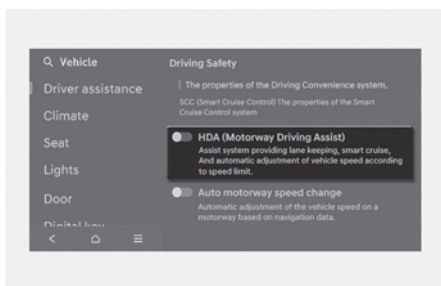 Vehicle
Driver assistance
Climate
Seat
Lights
Door
Digital key
Driving Safety
The properties of the Driving Convenience system.
SCC (Smart Cruise Control) The properties of the Smart
Cruise Control system
HDA (Motorway Driving Assist)
Assist system providing lane keeping, smart cruise,
And automatic adjustment of vehicle speed according
to speed limit.
Auto motorway speed change
Automatic adjustment of the vehicle speed on a
motorway based on navigation data.